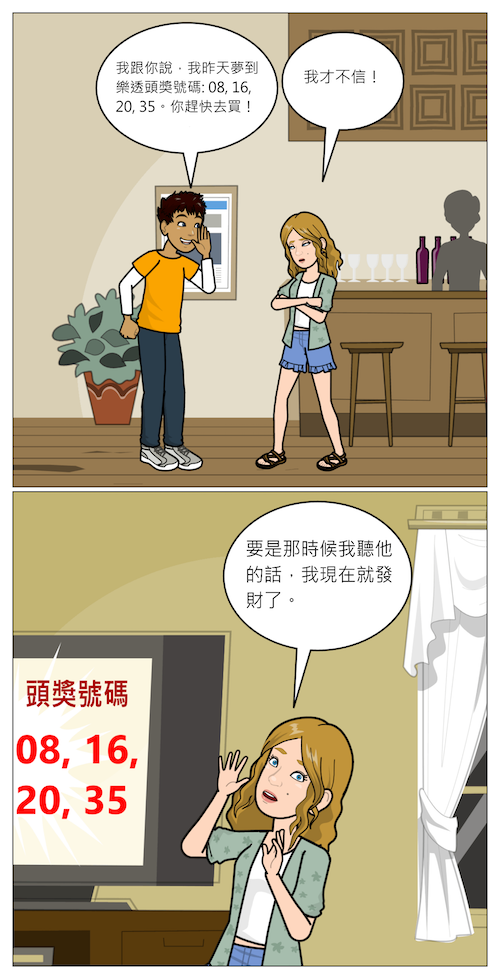 我跟你說，我昨天夢到
樂透頭獎號碼: 08, 16,
20, 35。你趕快去買！
我才不信！
要是那時候我聽他
的話，我現在就發
財了。
頭獎號碼
08, 16,
20, 35